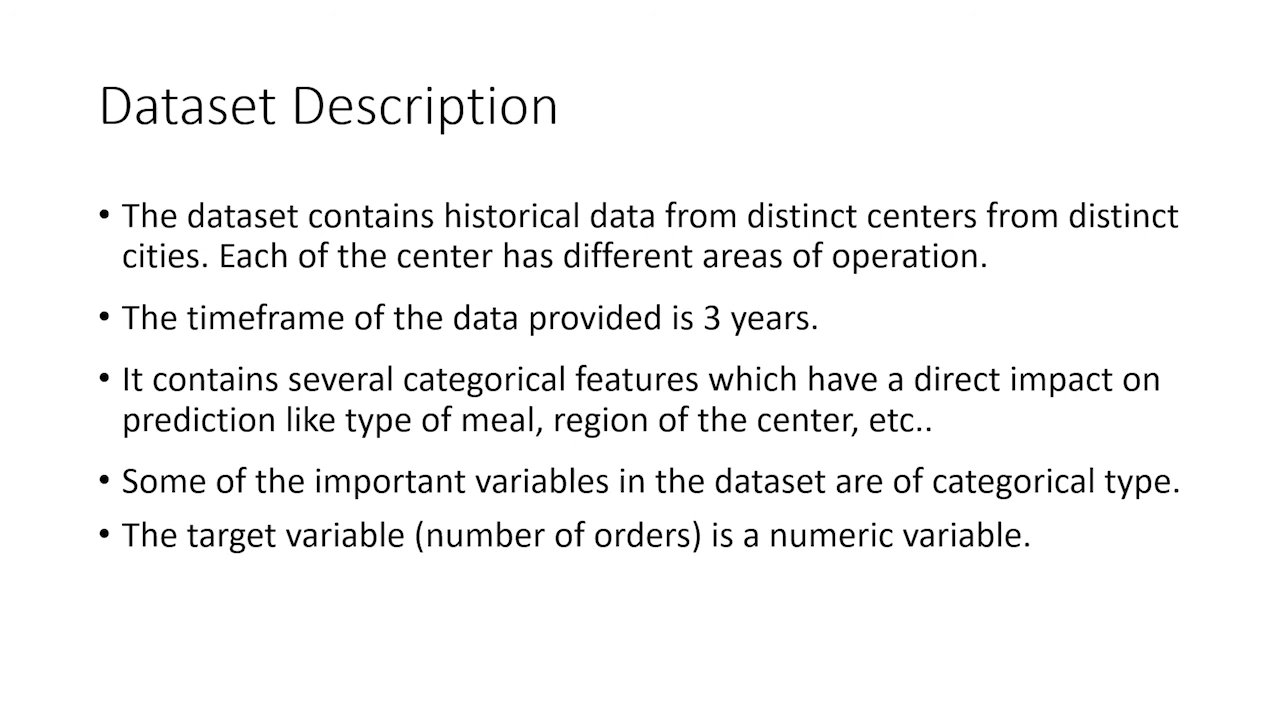 Dataset Description
• The dataset contains historical data from distinct centers from distinct
cities. Each of the center has different areas of operation.
• The timeframe of the data provided is 3 years.
• It contains several categorical features which have a direct impact on
prediction like type of meal, region of the center, etc..
• Some of the important variables in the dataset are of categorical type.
• The target variable (number of orders) is a numeric variable.